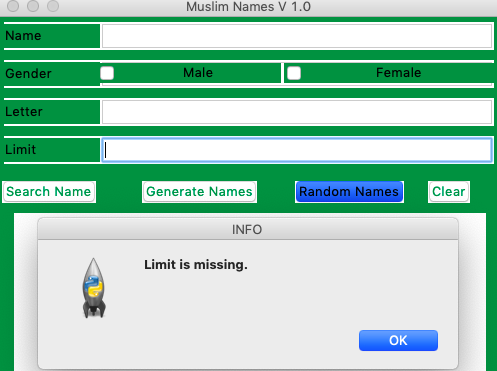 Muslim Names V 1.0
Name
Gender Male Female
Letter
Limit
Search Name Generate Names Random Names Clear
INFO
Limit is missing.
OK